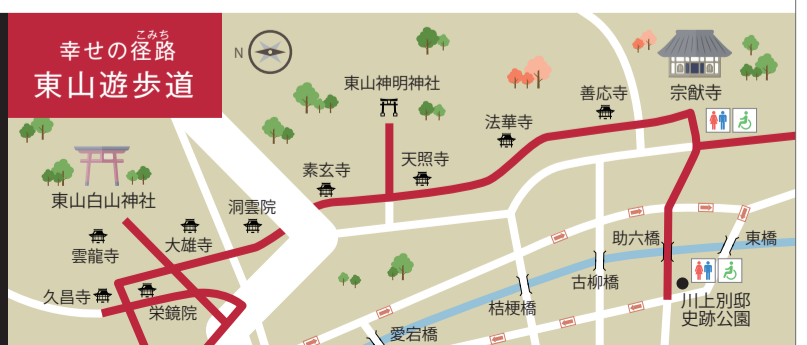 こみち
幸せの径路
東山遊歩道
N
東山神明神社
善応寺
宗猷寺
法華寺
天照寺
素玄寺
東山白山神社
洞雲院
大雄寺
雲龍寺
助六橋
東橋
古柳橋
久昌寺
栄鏡院
桔梗橋
川上別邸
史跡公園
愛宕橋